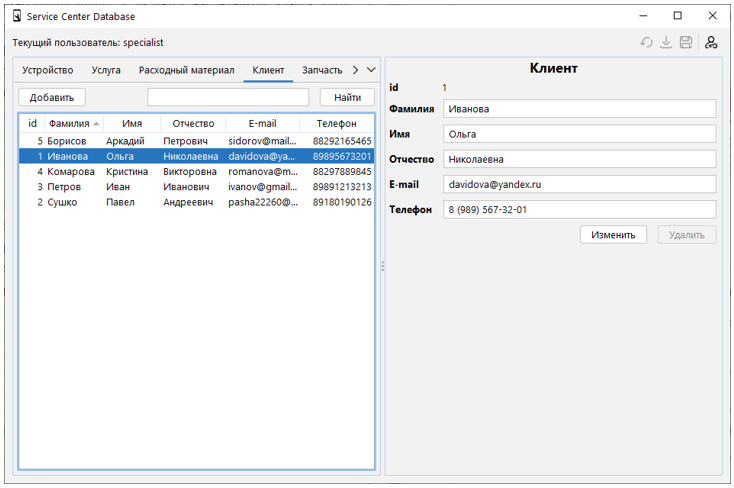 Service Center Database
Текущий пользователь: specialist
Устройство Услуга Расходный материал Клиент Запчасть
Добавить Найти
id Фамилия Имя Отчество E-mail Телефон
5 Борисов Аркадий Петрович sidorov@mail... 88292165465
1 Иванова Ольга Николаевна davidova@ya... 89895673201
4 Комарова Кристина Викторовна romanova@m... 88297889845
3 Петров Иван Иванович ivanov@gmail... 89891213213
2 Сушко Павел Андреевич pasha22260@... 89180190126
Клиент
id 1
Фамилия Иванова
Имя Ольга
Отчество Николаевна
E-mail davidova@yandex.ru
Телефон 8 (989) 567-32-01
Изменить Удалить